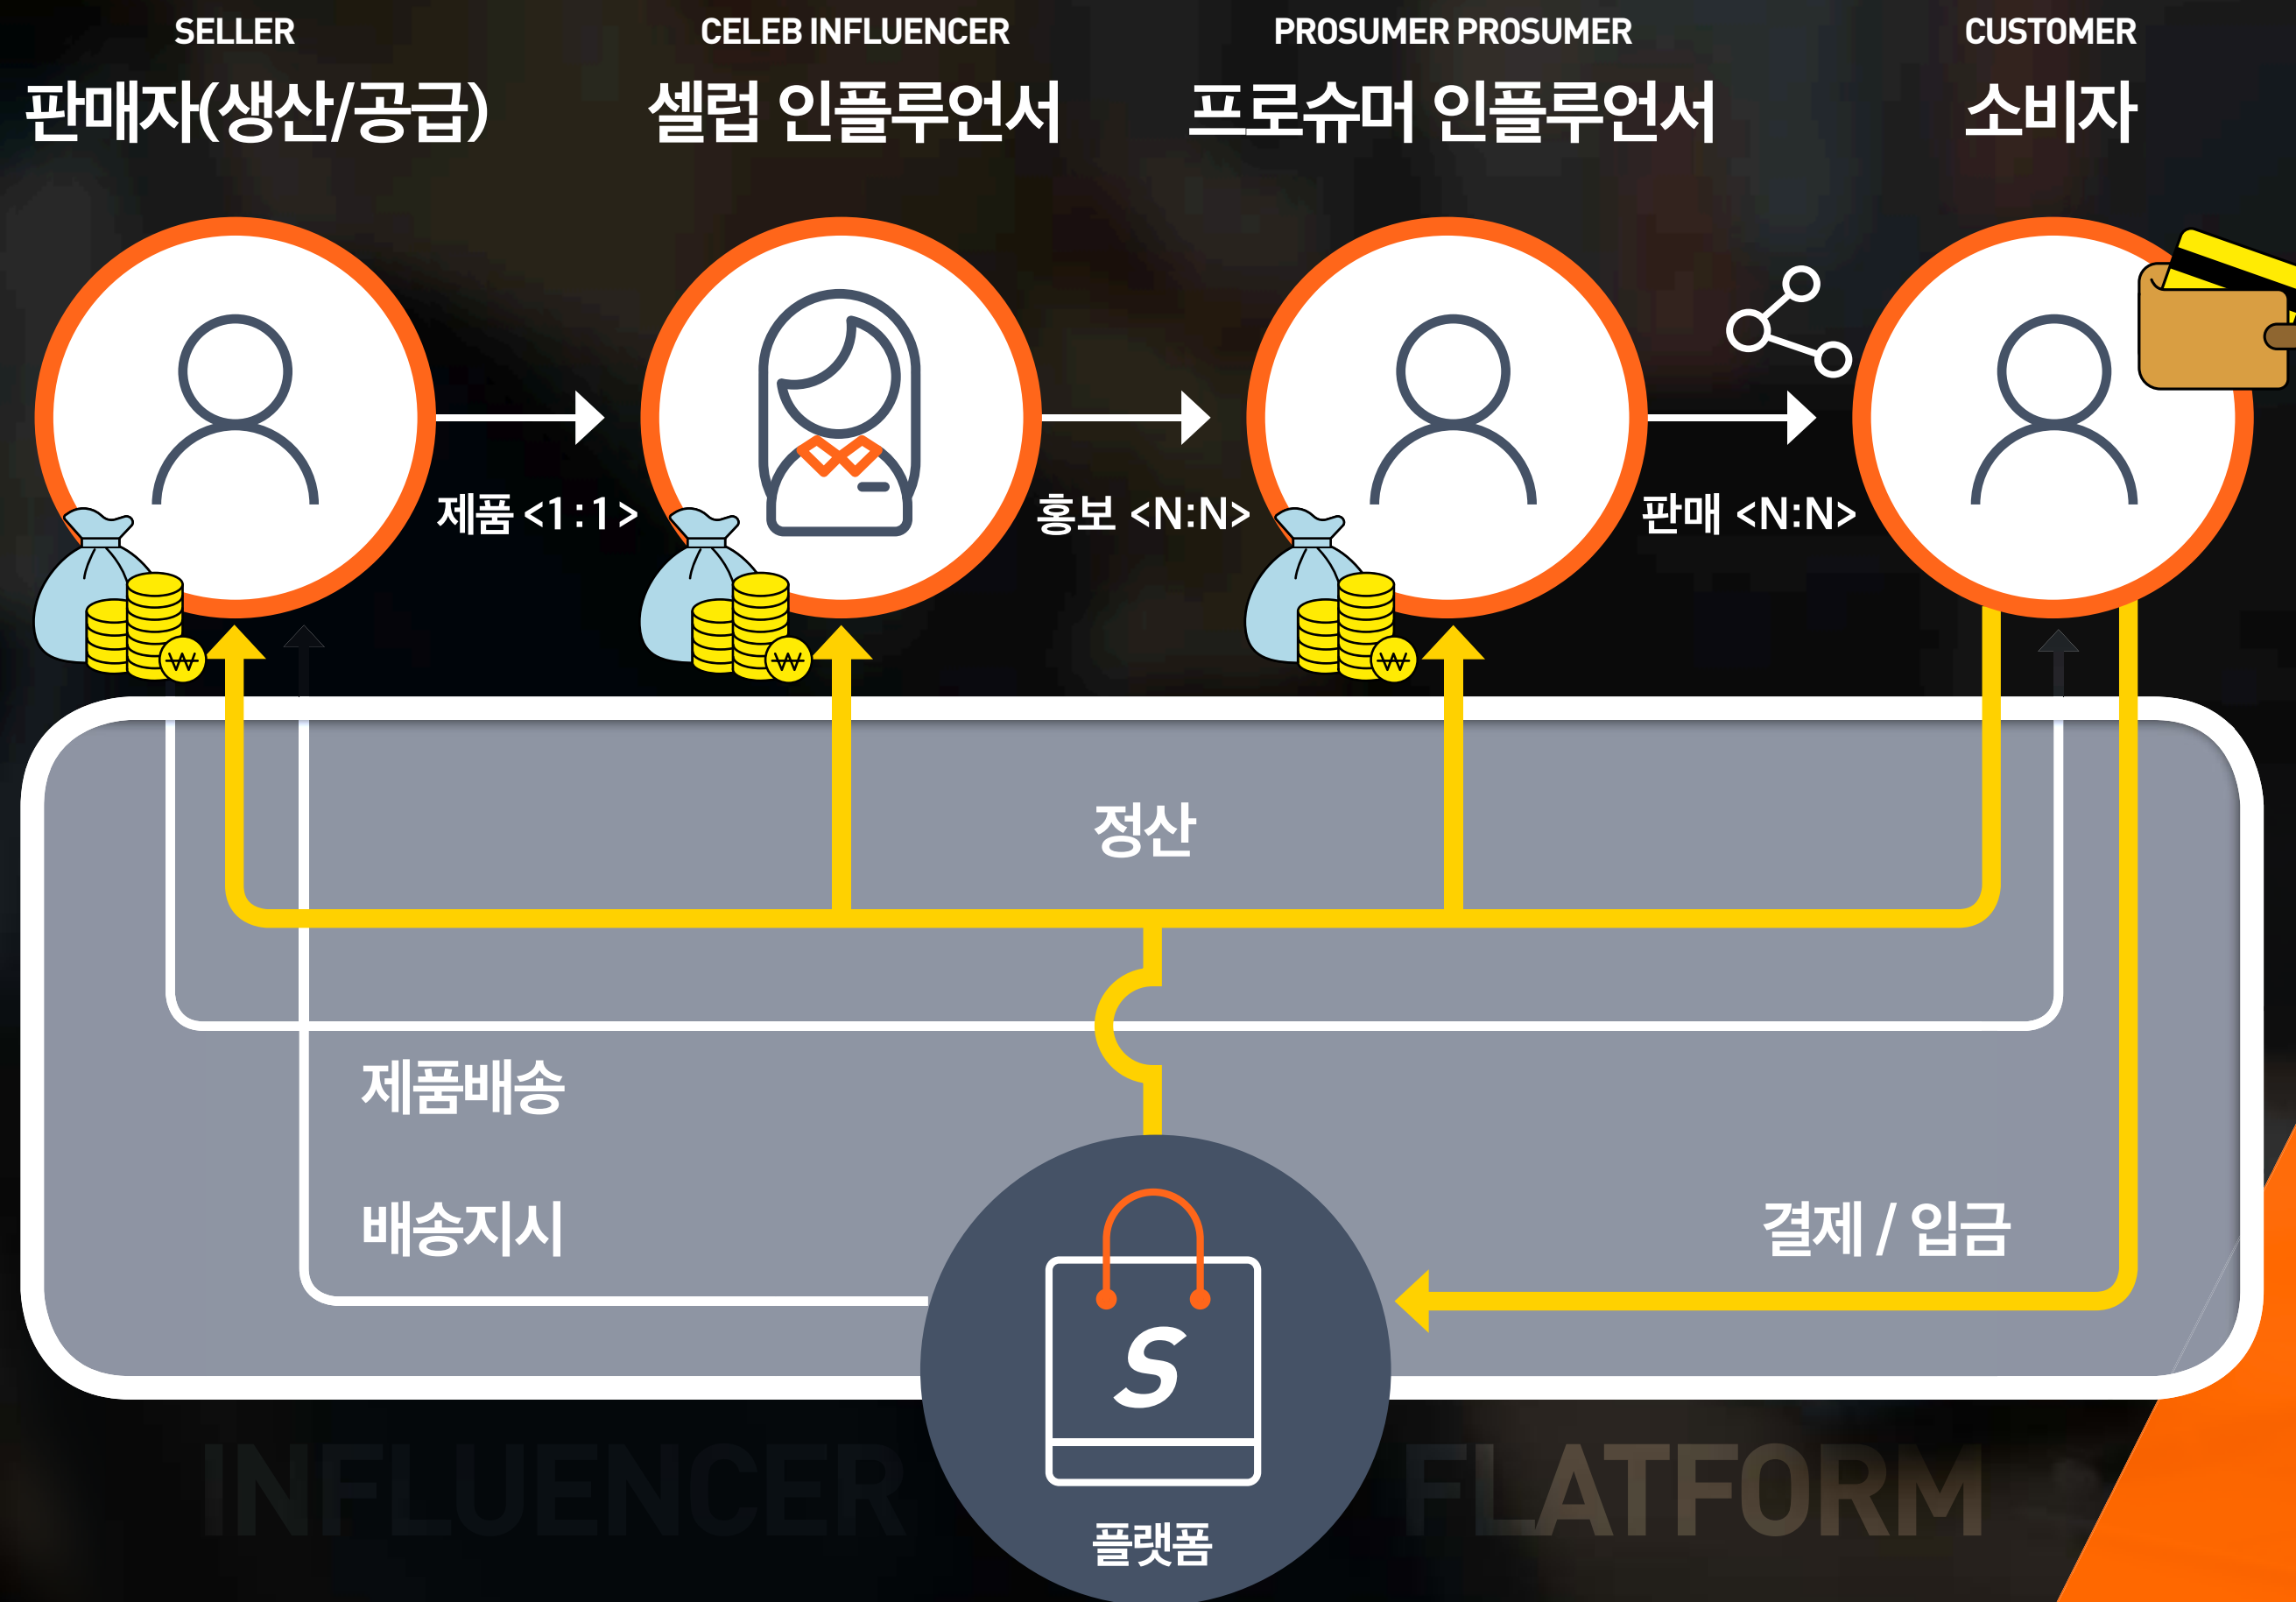 SELLER
판매자(생산/공급)
CELEB INFLUENCER
셀럽 인플루언서
PROSUMER PROSUMER
프로슈머 인플루언서
CUSTOMER
소비자
제품 <1:1>
홍보 <N:N>
판매 <N:N>
₩
₩
₩
정산
제품배송
배송지시
결제 / 입금
S
플랫폼
INFLUENCER
FLATFORM